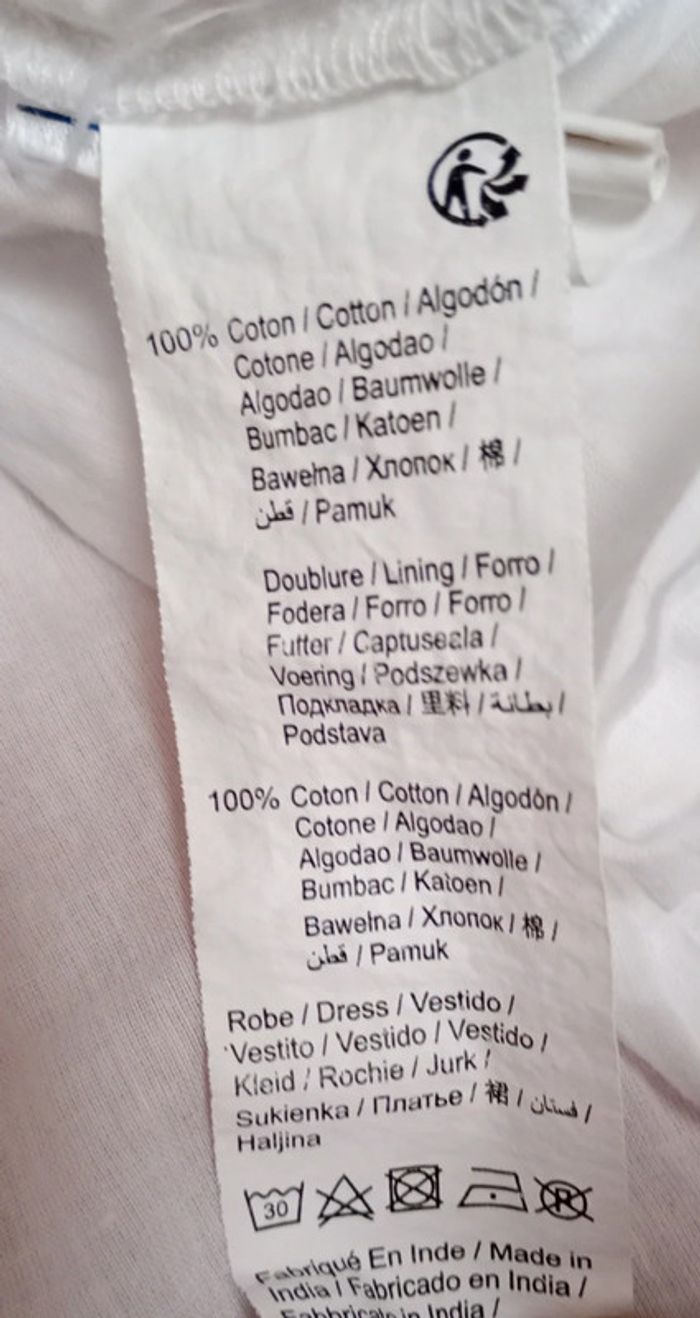 100% Coton / Cotton / Algodón /
Cotone / Algodao /
Algodao / Baumwolle /
Bumbac / Katoen /
Bawełna / Хлопок / 棉 /
قطن / Pamuk
Doublure / Lining / Forro /
Fodera / Forro / Forro /
Futter / Captuseala /
Voering / Podszewka /
Подкладка / 里料 / بطانة /
Podstava
100% Coton / Cotton / Algodón /
Cotone / Algodao /
Algodao / Baumwolle /
Bumbac / Katoen /
Bawełna / Хлопок / 棉 /
قطن / Pamuk
Robe / Dress / Vestido /
Vestito / Vestido / Vestido /
Kleid / Rochie / Jurk /
Sukienka / Платье / 裙 / فستان /
Haljina
30 P
Fabriqué En Inde / Made in
India / Fabricado en India /
Fabbricato in India /